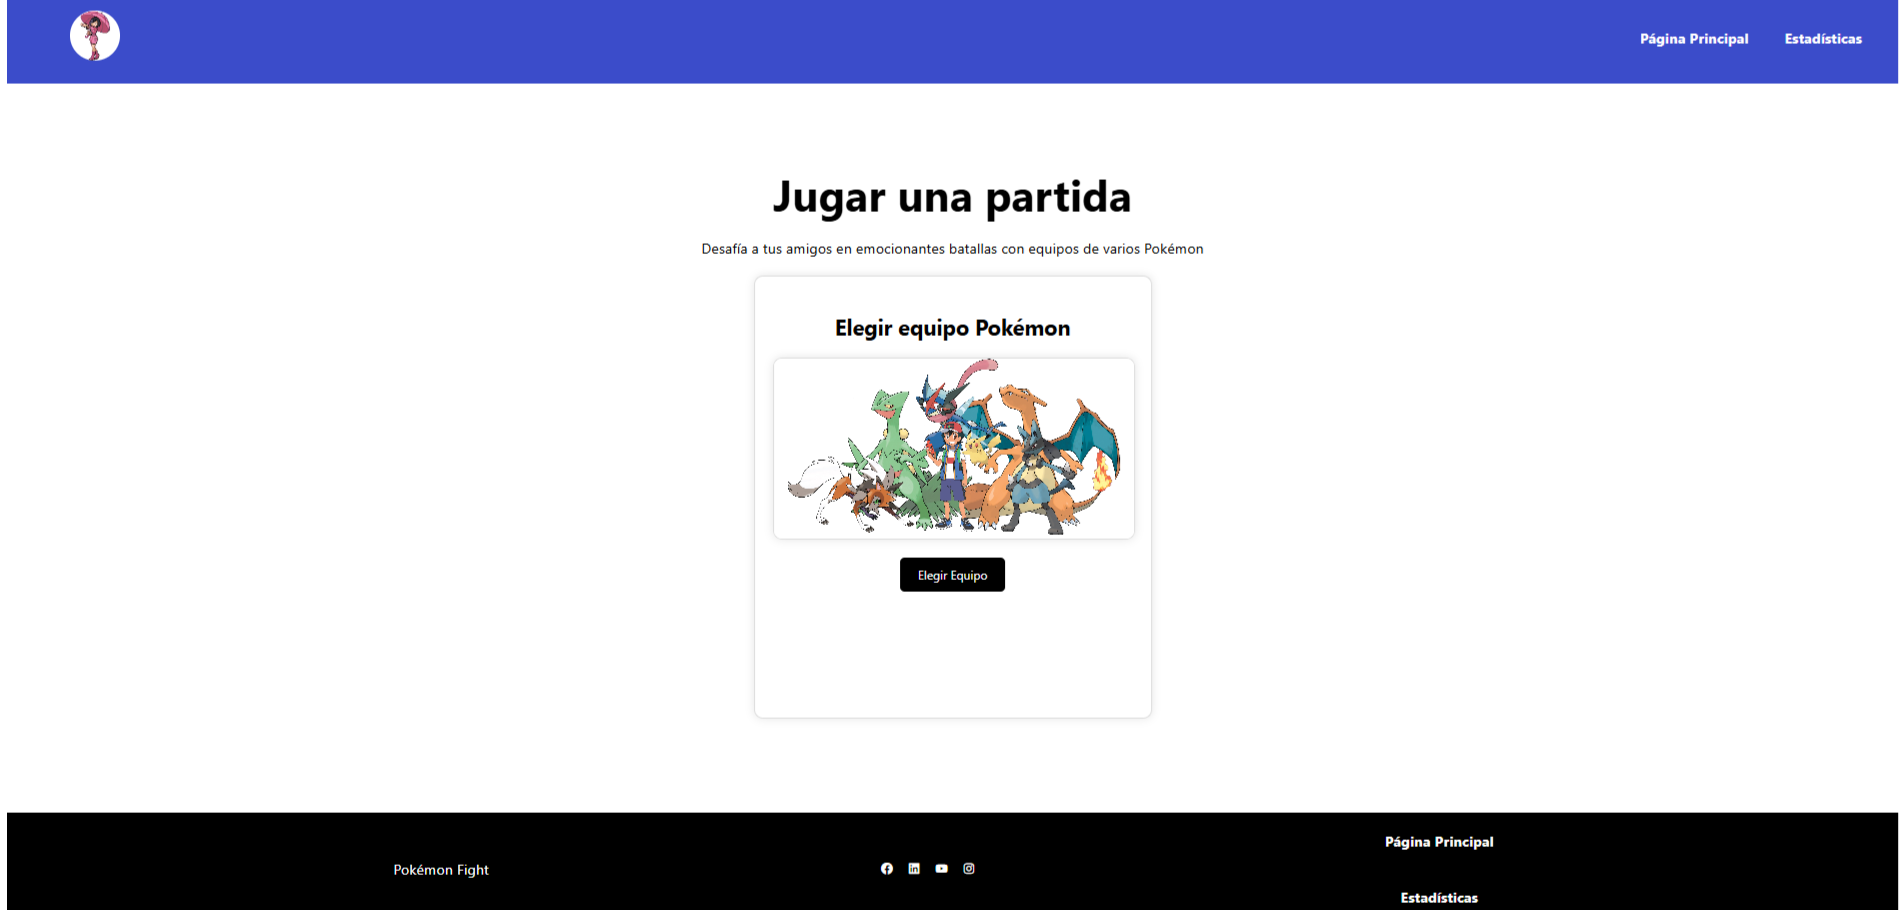 Página Principal
Estadísticas
Jugar una partida
Desafía a tus amigos en emocionantes batallas con equipos de varios Pokémon
Elegir equipo Pokémon
Elegir Equipo
Pokémon Fight
Página Principal
Estadísticas